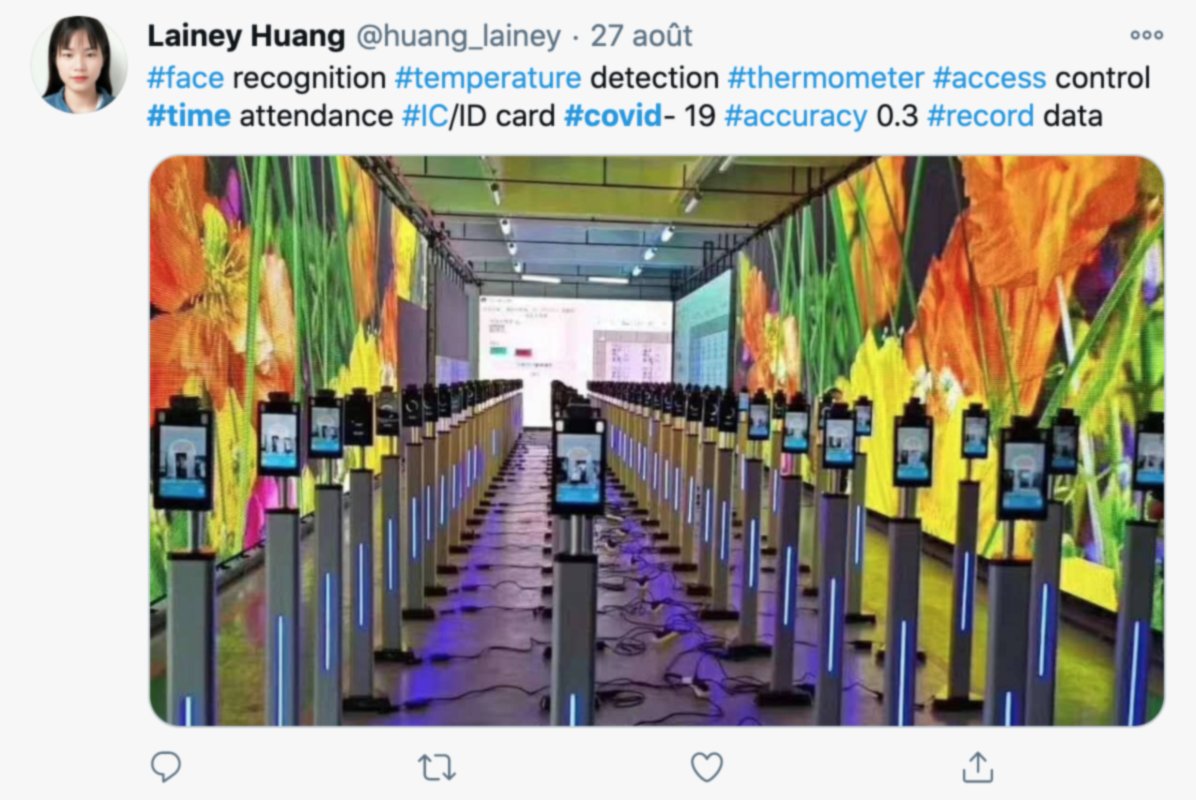 Lainey Huang @huang_lainey · 27 août
#face recognition #temperature detection #thermometer #access control
#time attendance #IC/ID card #covid- 19 #accuracy 0.3 #record data